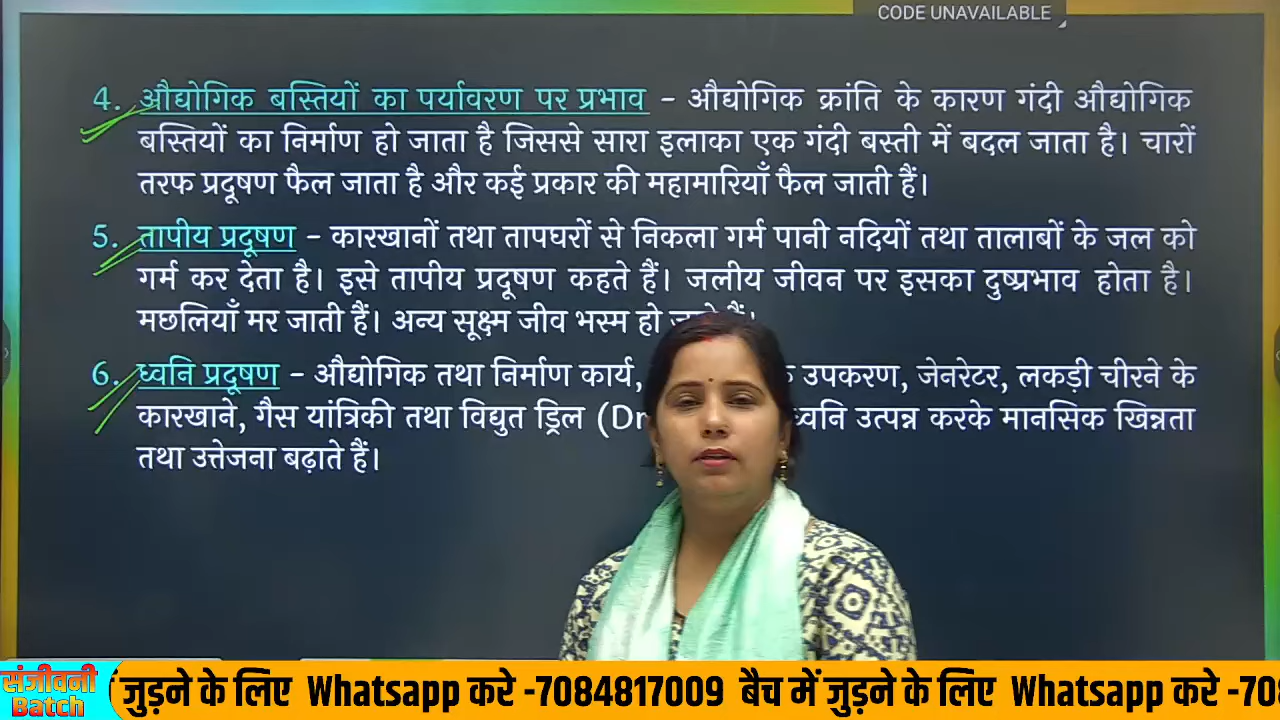 CODE UNAVAILABLE
4. औद्योगिक बस्तियों का पर्यावरण पर प्रभाव – औद्योगिक क्रांति के कारण गंदी औद्योगिक
बस्तियों का निर्माण हो जाता है जिससे सारा इलाका एक गंदी बस्ती में बदल जाता है। चारों
तरफ प्रदूषण फैल जाता है और कई प्रकार की महामारियाँ फैल जाती हैं।
5. तापीय प्रदूषण – कारखानों तथा तापघरों से निकला गर्म पानी नदियों तथा तालाबों के जल को
गर्म कर देता है। इसे तापीय प्रदूषण कहते हैं। जलीय जीवन पर इसका दुष्प्रभाव होता है।
मछलियाँ मर जाती हैं। अन्य सूक्ष्म जीव भस्म हो
6. ध्वनि प्रदूषण – औद्योगिक तथा निर्माण कार्य, उपकरण, जेनरेटर, लकड़ी चीरने के
कारखाने, गैस यांत्रिकी तथा विद्युत ड्रिल (Dr ध्वनि उत्पन्न करके मानसिक खिन्नता
तथा उत्तेजना बढ़ाते हैं।
संजीवनी
Batch
जुड़ने के लिए Whatsapp करे -7084817009 बैच में जुड़ने के लिए Whatsapp करे -70